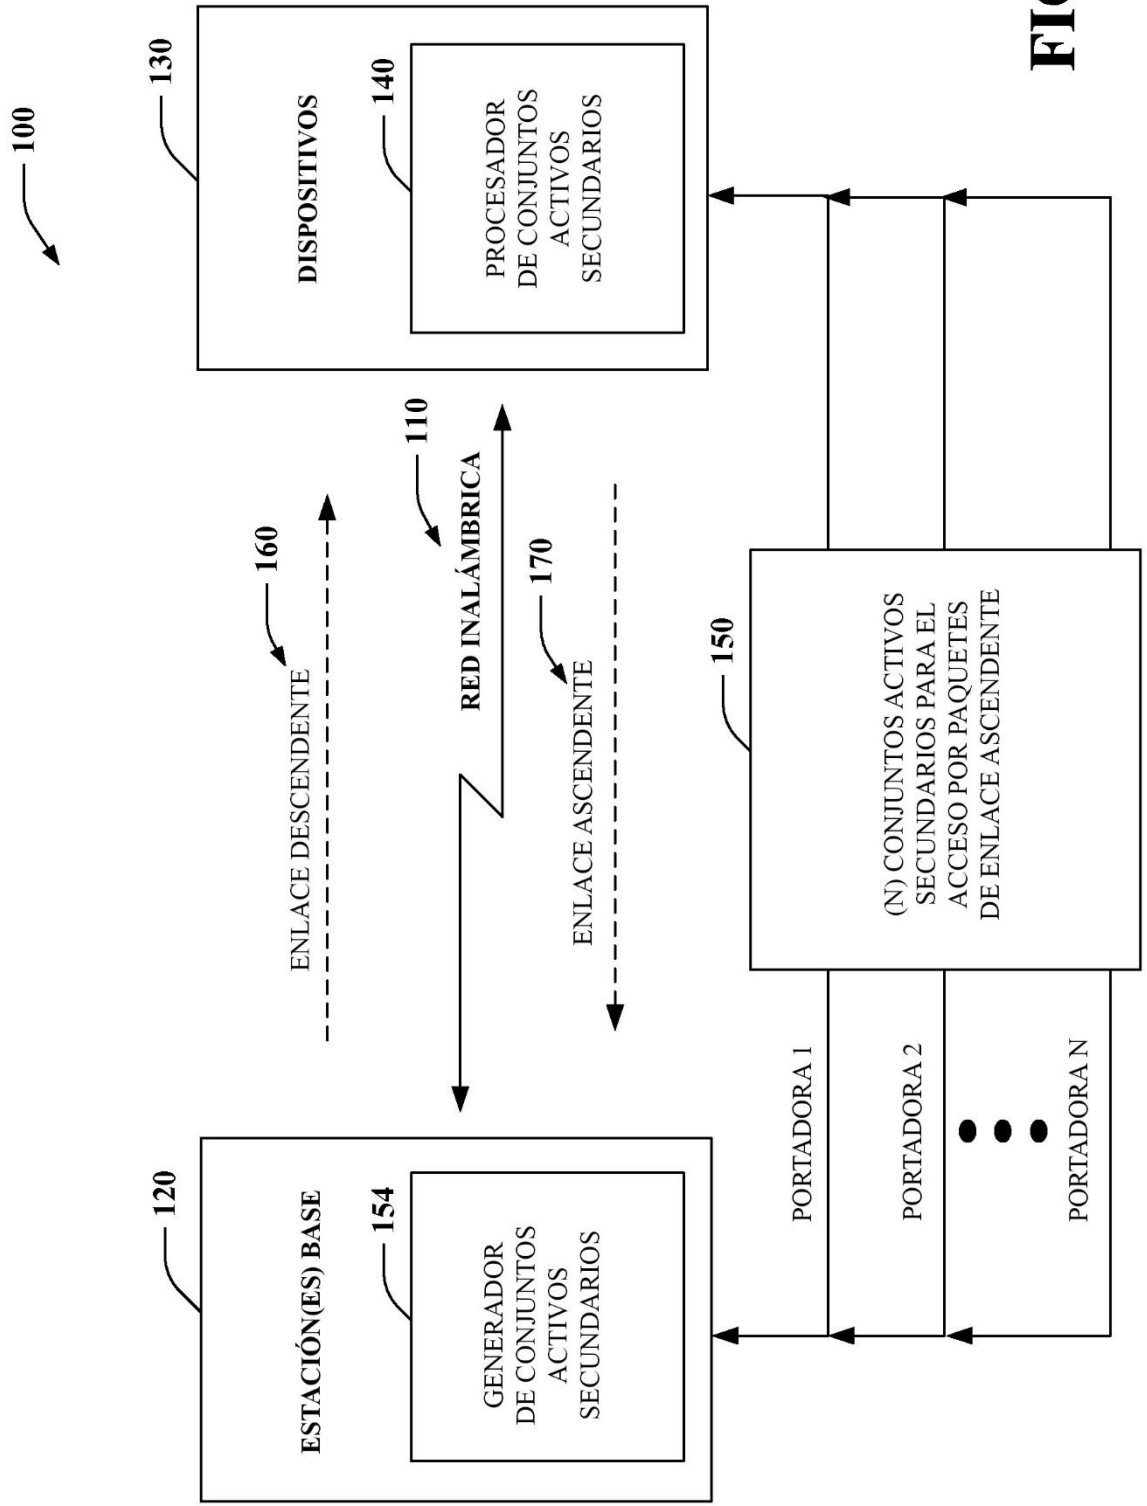 100
120
ESTACIÓN(ES) BASE
154
GENERADOR
DE CONJUNTOS
ACTIVOS
SECUNDARIOS
160
ENLACE DESCENDENTE
110
RED INALÁMBRICA
170
ENLACE ASCENDENTE
130
DISPOSITIVOS
140
PROCESADOR
DE CONJUNTOS
ACTIVOS
SECUNDARIOS
150
(N) CONJUNTOS ACTIVOS
SECUNDARIOS PARA EL
ACCESO POR PAQUETES
DE ENLACE ASCENDENTE
PORTADORA 1
PORTADORA 2
PORTADORA N
FIG